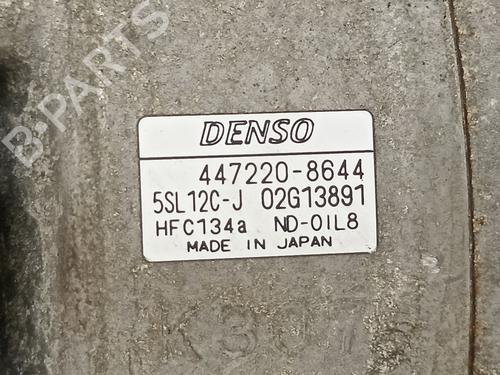 B-PARTS
DENSO
447220-8644
5SL12C-J 02G13891
HFC134a ND-OIL8
MADE IN JAPAN